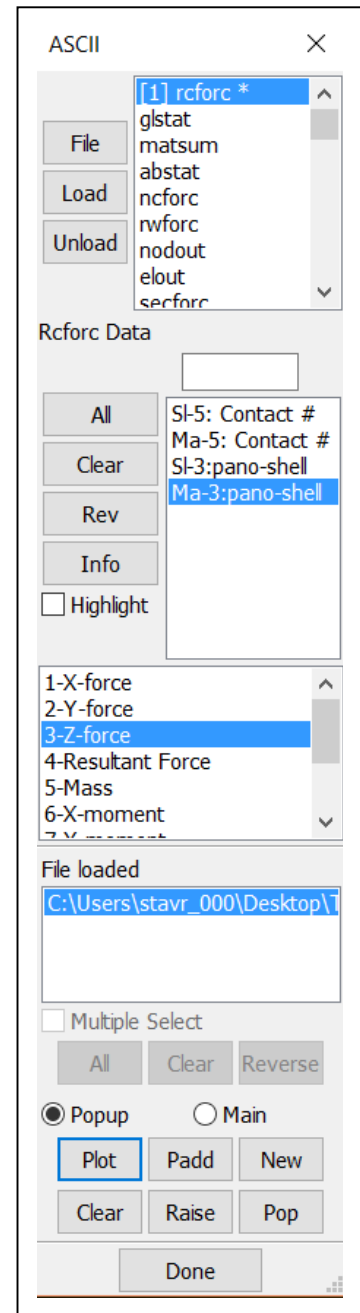 ASCII
[1] rcforc *
glstat
matsum
abstat
ncforc
rwforc
nodout
elout
secforc
File
Load
Unload
Rcforc Data
All
Clear
Rev
Info
Highlight
Sl-5: Contact #
Ma-5: Contact #
Sl-3:pano-shell
Ma-3:pano-shell
1-X-force
2-Y-force
3-Z-force
4-Resultant Force
5-Mass
6-X-moment
7-Y-moment
File loaded
C:\Users\stavr_000\Desktop\T
Multiple Select
All Clear Reverse
Popup Main
Plot Padd New
Clear Raise Pop
Done